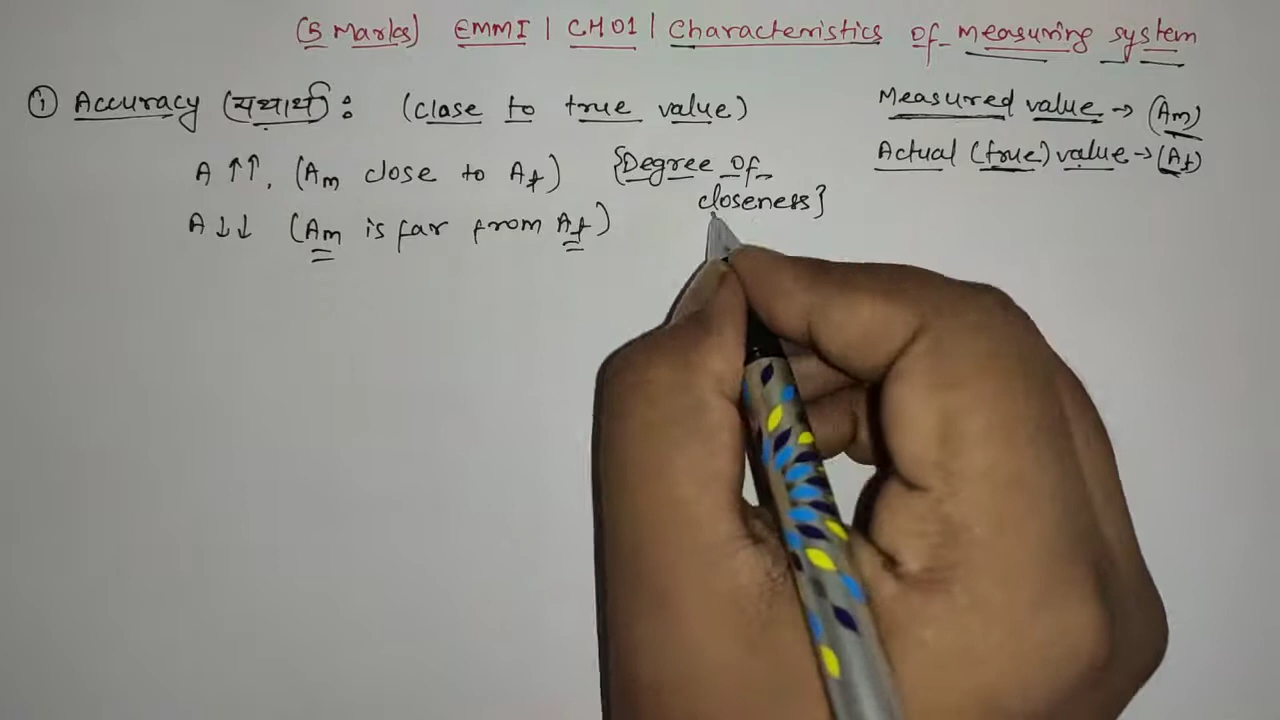 (5 Marks) EMMI | CH01 | Characteristics of measuring system
① Accuracy (यथार्थ) : (close to true value)
Measured value → (Am)
Actual (true) value → (At)
A ↑↑, (Am close to At) {Degree of closeness}
A ↓↓ (Am is far from At)